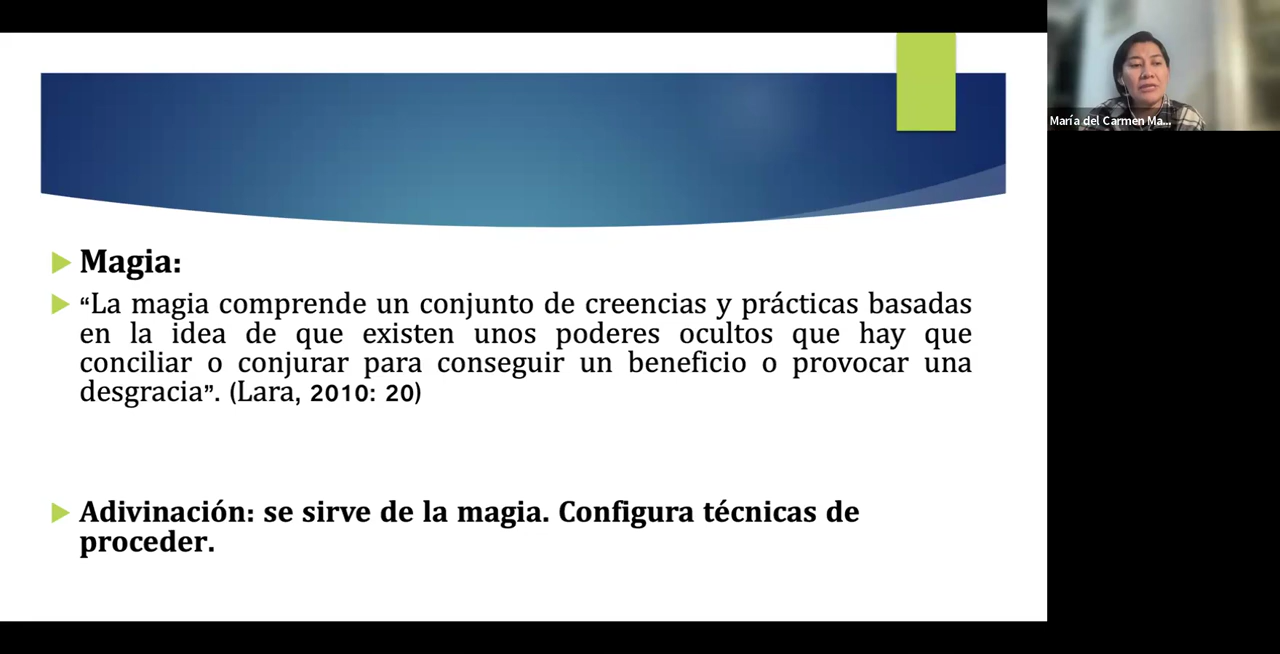 Magia:
“La magia comprende un conjunto de creencias y prácticas basadas
en la idea de que existen unos poderes ocultos que hay que
conciliar o conjurar para conseguir un beneficio o provocar una
desgracia”. (Lara, 2010: 20)
Adivinación: se sirve de la magia. Configura técnicas de
proceder.
María del Carmen Ma...